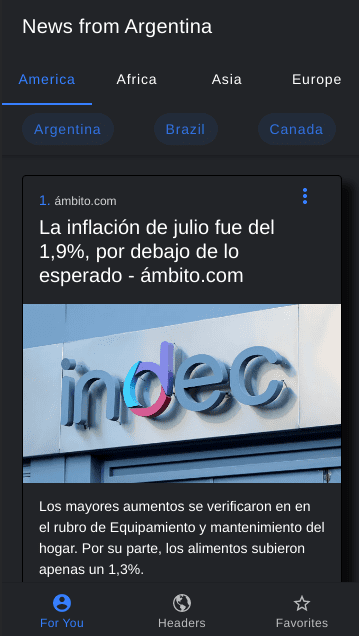 News from Argentina
America Africa Asia Europe
Argentina Brazil Canada
1. ámbito.com
La inflación de julio fue del
1,9%, por debajo de lo
esperado - ámbito.com
indec
Los mayores aumentos se verificaron en en
el rubro de Equipamiento y mantenimiento del
hogar. Por su parte, los alimentos subieron
apenas un 1,3%.
For You Headers Favorites